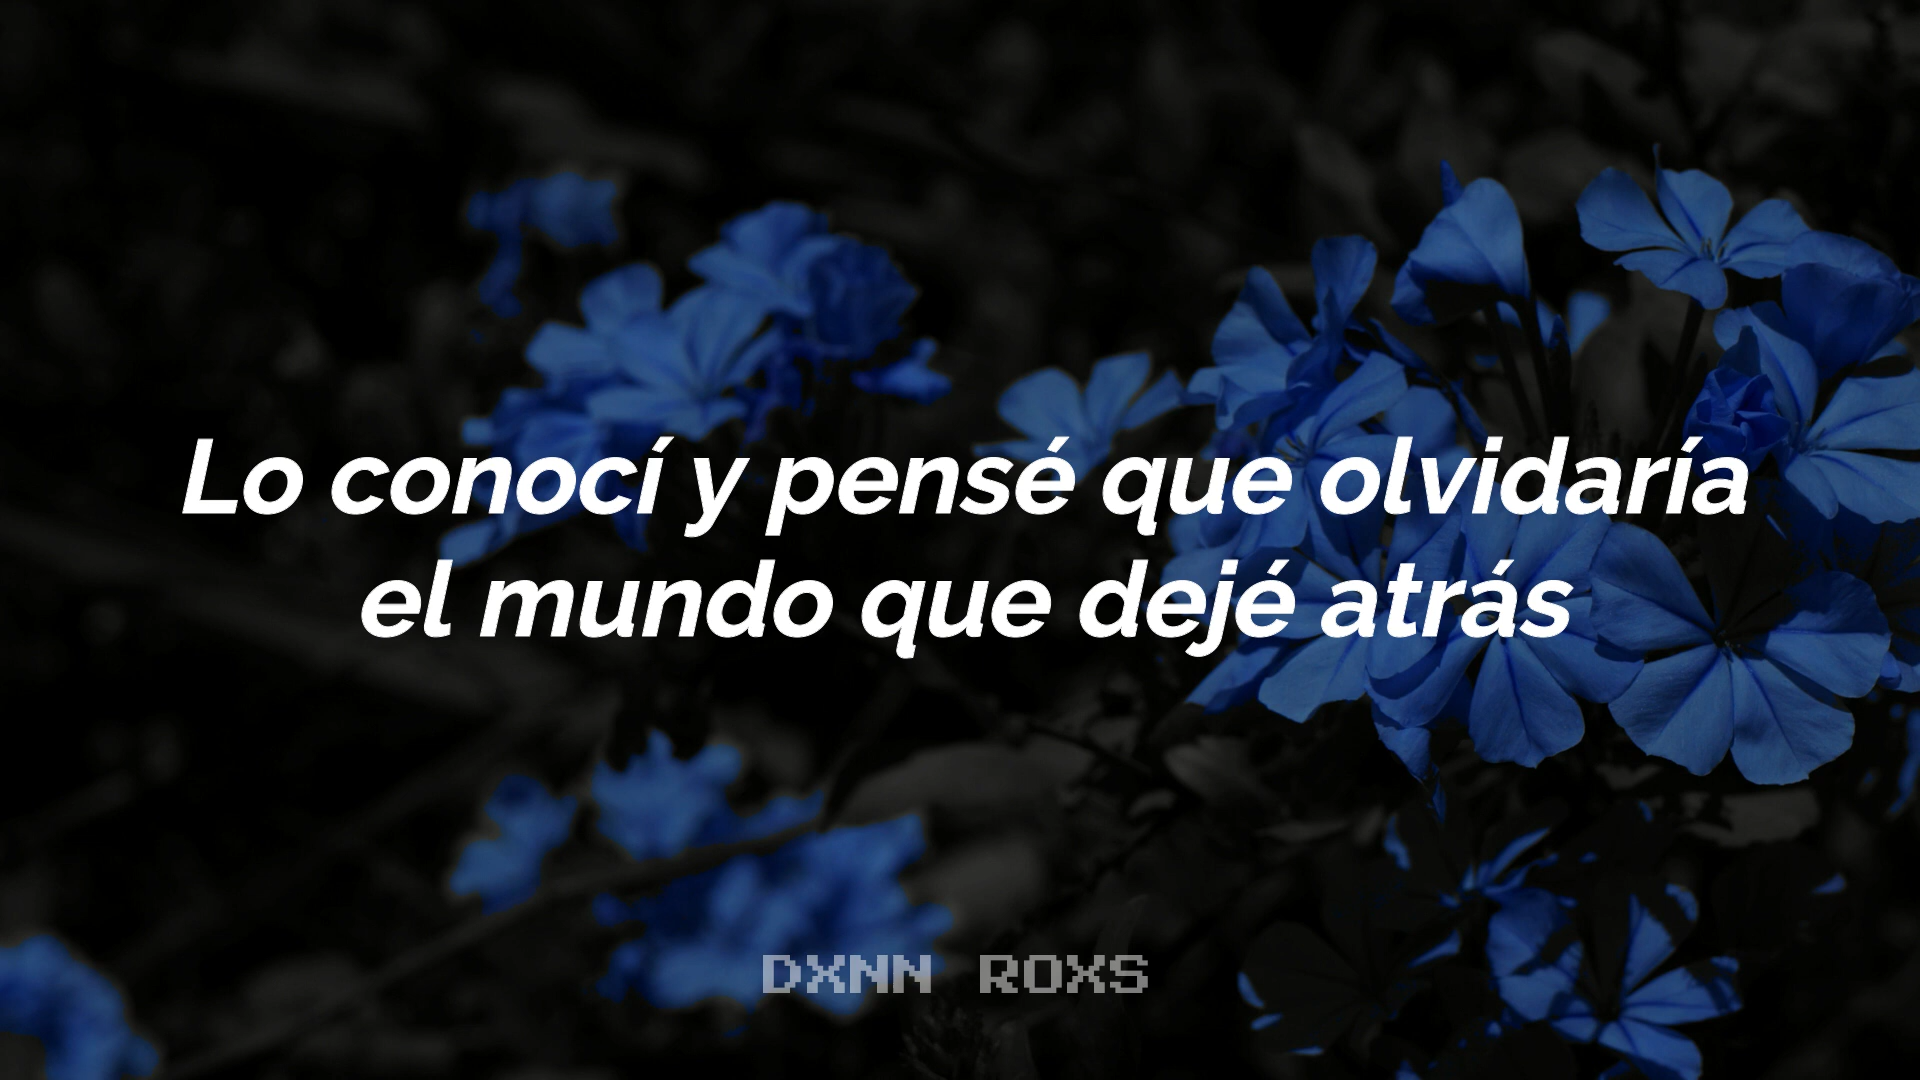 Lo conocí y pensé que olvidaría
el mundo que dejé atrás
DXNN ROXS